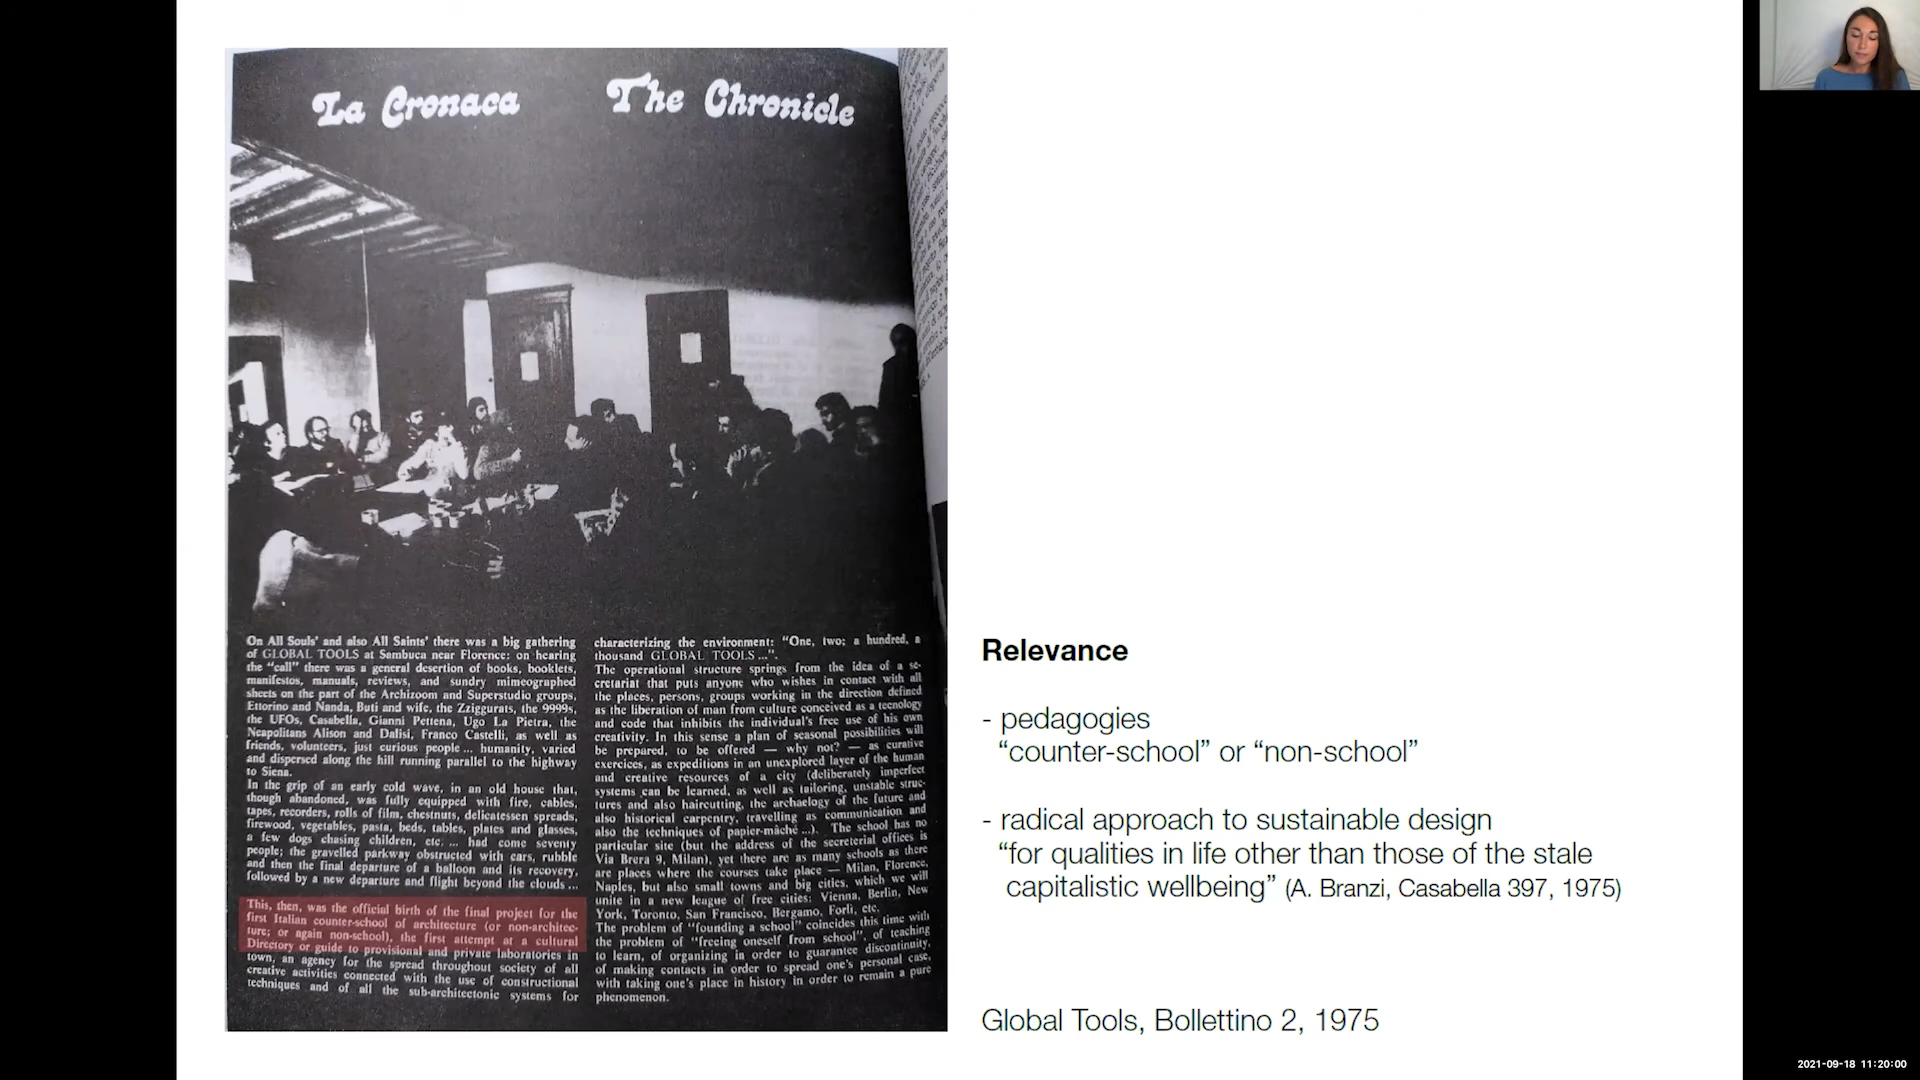 La Cronaca The Chronicle
On All Souls' and also All Saints' there was a big gathering
of GLOBAL TOOLS at Sambuca near Florence: on hearing
the "call" there was a general desertion of books, booklets,
manifestos, manuals, reviews, and sundry mimeographed
sheets on the part of the Archizoom and Superstudio groups,
Ettorino and Nanda, Buti and wife, the Zziggurats, the 9999s,
the UFOs, Casabella, Gianni Pettena, Ugo La Pietra, the
Neapolitans Alison and Dalisi, Franco Castelli, as well as
friends, volunteers, just curious people ... humanity, varied
and dispersed along the hill running parallel to the highway
to Siena.
In the grip of an early cold wave, in an old house that,
though abandoned, was fully equipped with fire, cables,
tapes, recorders, rolls of film, chestnuts, delicatessen spreads,
firewood, vegetables, pasta, beds, tables, plates and glasses,
a few dogs chasing children, etc. ... had come seventy
people; the gravelled parkway obstructed with cars, rubble
and then the final departure of a balloon and its recovery,
followed by a new departure and flight beyond the clouds ...
This, then, was the official birth of the final project for the
first Italian counter-school of architecture (or non-architec-
ture; or again non-school), the first attempt at a cultural
Directory or guide to provisional and private laboratories in
town, an agency for the spread throughout society of all
creative activities connected with the use of constructional
techniques and of all the sub-architectonic systems for
characterizing the environment: "One, two; a hundred, a
thousand GLOBAL TOOLS ...".
The operational structure springs from the idea of a se-
cretariat that puts anyone who wishes in contact with all
the places, persons, groups working in the direction defined
as the liberation of man from culture conceived as a tecnology
and code that inhibits the individual's free use of his own
creativity. In this sense a plan of seasonal possibilities will
be prepared, to be offered — why not? — as curative
exercices, as expeditions in an unexplored layer of the human
and creative resources of a city (deliberately imperfect
systems can be learned, as well as tailoring, unstable struc-
tures and also haircutting, the archaelogy of the future and
also historical carpentry, travelling as communication and
also the techniques of papier-mâché ...). The school has no
particular site (but the address of the secreterial offices is
Via Brera 9, Milan), yet there are as many schools as there
are places where the courses take place — Milan, Florence,
Naples, but also small towns and big cities, which we will
unite in a new league of free cities: Vienna, Berlin, New
York, Toronto, San Francisco, Bergamo, Forlì, etc.
The problem of "founding a school" coincides this time with
the problem of "freeing oneself from school", of teaching
to learn, of organizing in order to guarantee discontinuity,
of making contacts in order to spread one's personal case,
with taking one's place in history in order to remain a pure
phenomenon.
Relevance
- pedagogies
"counter-school" or "non-school"
- radical approach to sustainable design
"for qualities in life other than those of the stale
capitalistic wellbeing" (A. Branzi, Casabella 397, 1975)
Global Tools, Bollettino 2, 1975
2021-09-18 11:20:00